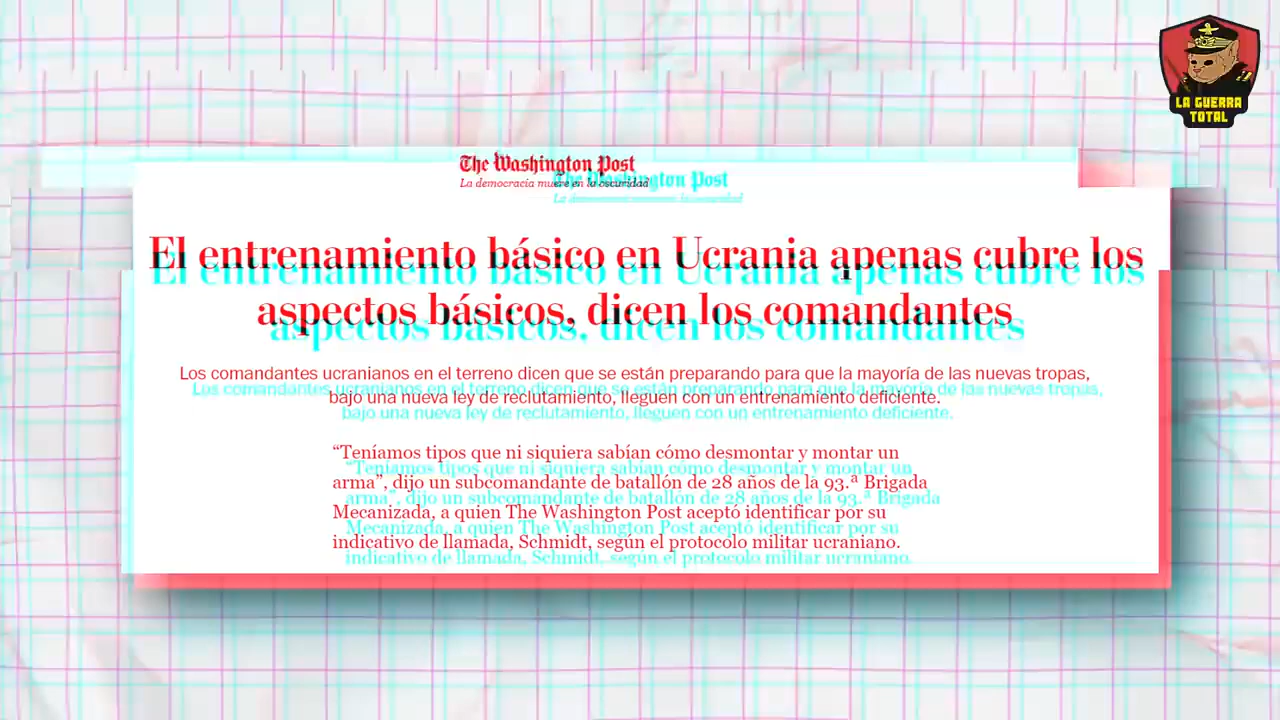 LA GUERRA
TOTAL
The Washington Post
La democracia muere en la oscuridad
El entrenamiento básico en Ucrania apenas cubre los
aspectos básicos, dicen los comandantes
Los comandantes ucranianos en el terreno dicen que se están preparando para que la mayoría de las nuevas tropas,
bajo una nueva ley de reclutamiento, lleguen con un entrenamiento deficiente.
“Teníamos tipos que ni siquiera sabían cómo desmontar y montar un
arma”, dijo un subcomandante de batallón de 28 años de la 93.ª Brigada
Mecanizada, a quien The Washington Post aceptó identificar por su
indicativo de llamada, Schmidt, según el protocolo militar ucraniano.